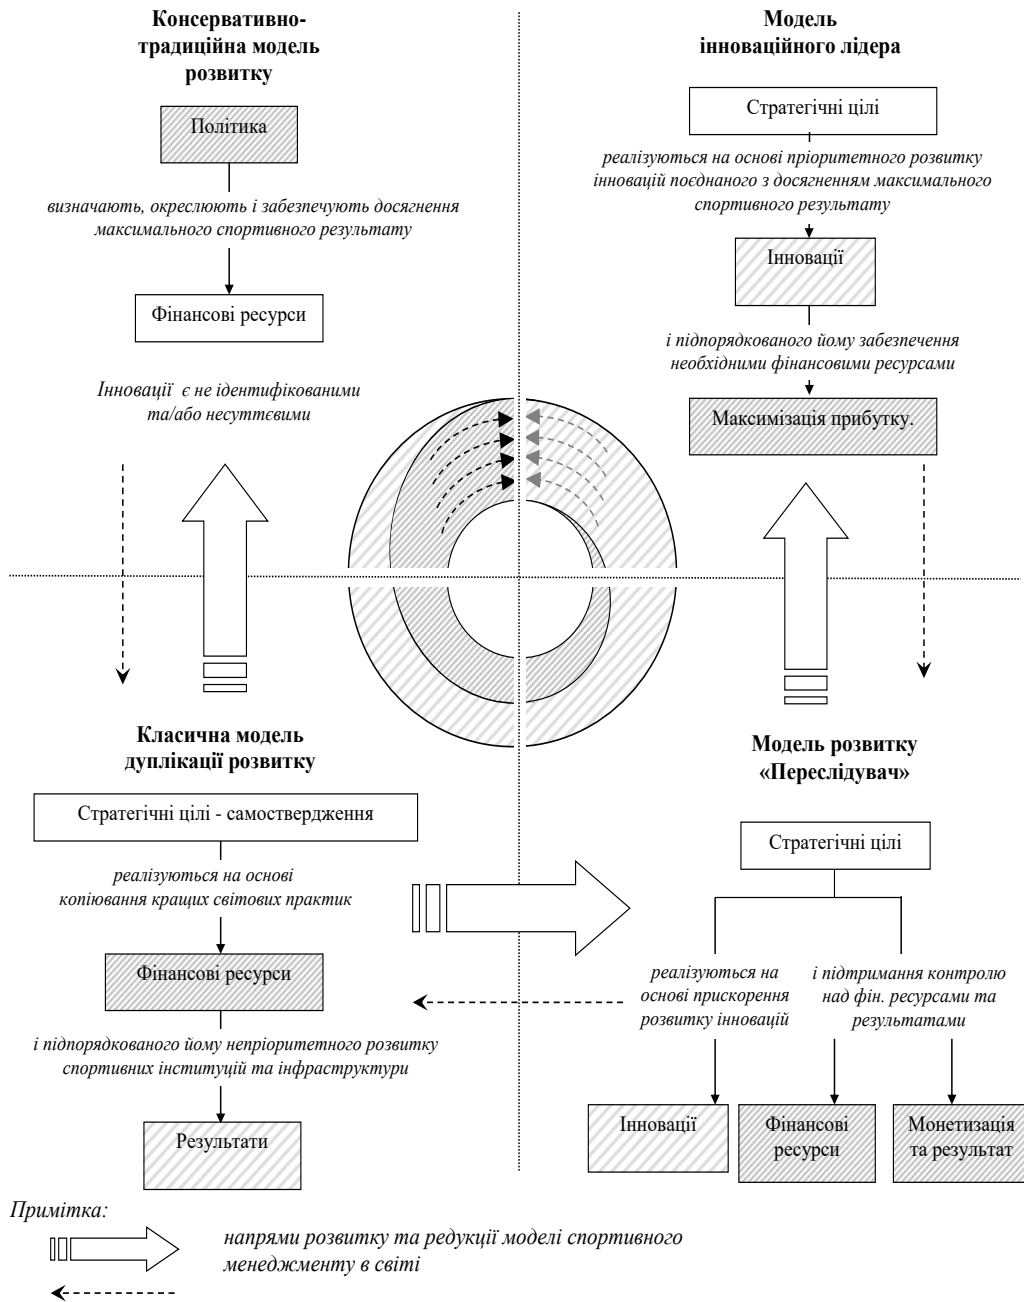 Консервативно-
традиційна модель
розвитку
Політика
визначають, окреслюють і забезпечують досягнення
максимального спортивного результату
Фінансові ресурси
Інновації є не ідентифікованими
та/або несуттєвими
Модель
інноваційного лідера
Стратегічні цілі
реалізуються на основі пріоритетного розвитку
інновацій поєднаного з досягненням максимального
спортивного результату
Інновації
і підпорядкованого йому забезпечення
необхідними фінансовими ресурсами
Максимізація прибутку.
Класична модель
дуплікації розвитку
Стратегічні цілі - самоствердження
реалізуються на основі
копіювання кращих світових практик
Фінансові ресурси
і підпорядкованого йому непріоритетного розвитку
спортивних інституцій та інфраструктури
Результати
Модель розвитку
«Переслідувач»
Стратегічні цілі
реалізуються на
основі прискорення
розвитку інновацій
і підтримання контролю
над фін. ресурсами та
результатами
Інновації
Фінансові
ресурси
Монетизація
та результат
Примітка:
напрями розвитку та редукції моделі спортивного
менеджменту в світі